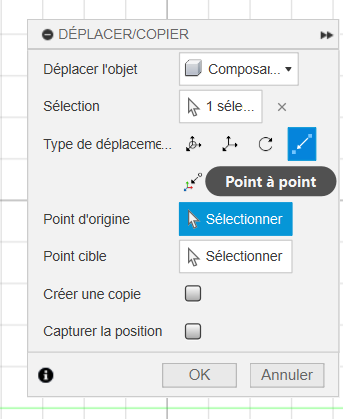 DÉPLACER/COPIER
Déplacer l'objet
Composan...
Sélection
1 séle...
Type de déplaceme...
Point à point
Point d'origine
Sélectionner
Point cible
Sélectionner
Créer une copie
Capturer la position
OK
Annuler